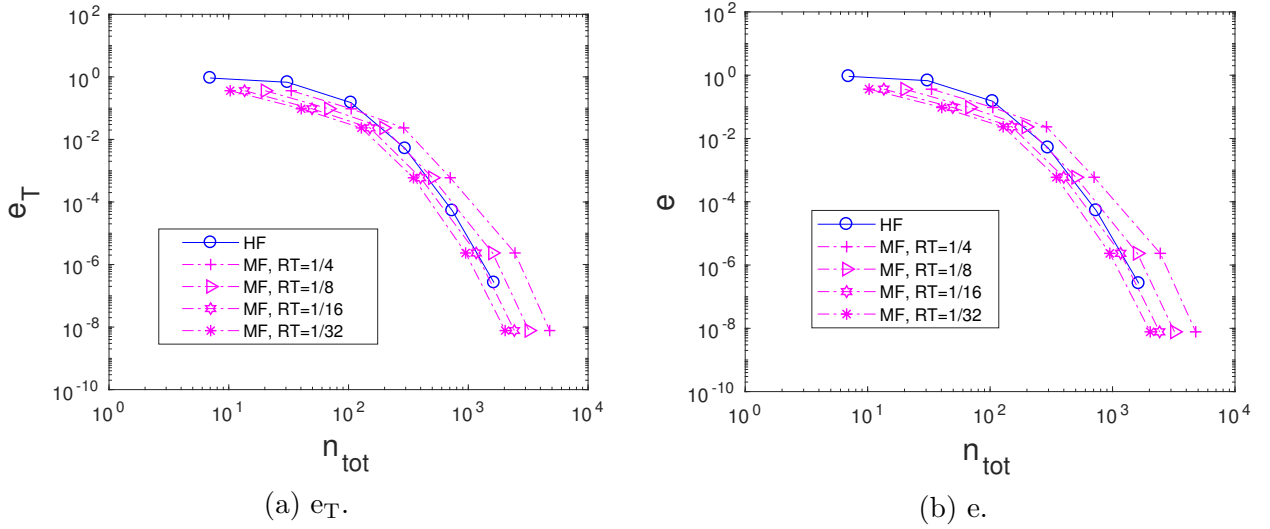 10^2
10^0
10^-2
10^-4
10^-6
10^-8
10^-10
e_T
HF
MF, RT=1/4
MF, RT=1/8
MF, RT=1/16
MF, RT=1/32
10^0 10^1 10^2 10^3 10^4
n_tot
(a) e_T.
10^2
10^0
10^-2
10^-4
10^-6
10^-8
10^-10
e
HF
MF, RT=1/4
MF, RT=1/8
MF, RT=1/16
MF, RT=1/32
10^0 10^1 10^2 10^3 10^4
n_tot
(b) e.